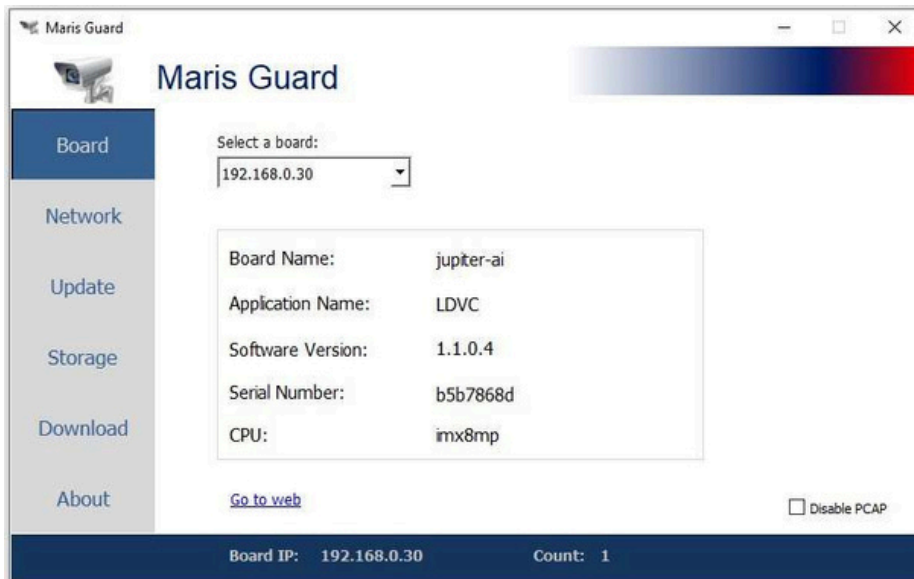 Maris Guard
Maris Guard
Board
Network
Update
Storage
Download
About
Select a board:
192.168.0.30
Board Name: jupiter-ai
Application Name: LDVC
Software Version: 1.1.0.4
Serial Number: b5b7868d
CPU: imx8mp
Go to web
Disable PCAP
Board IP: 192.168.0.30 Count: 1